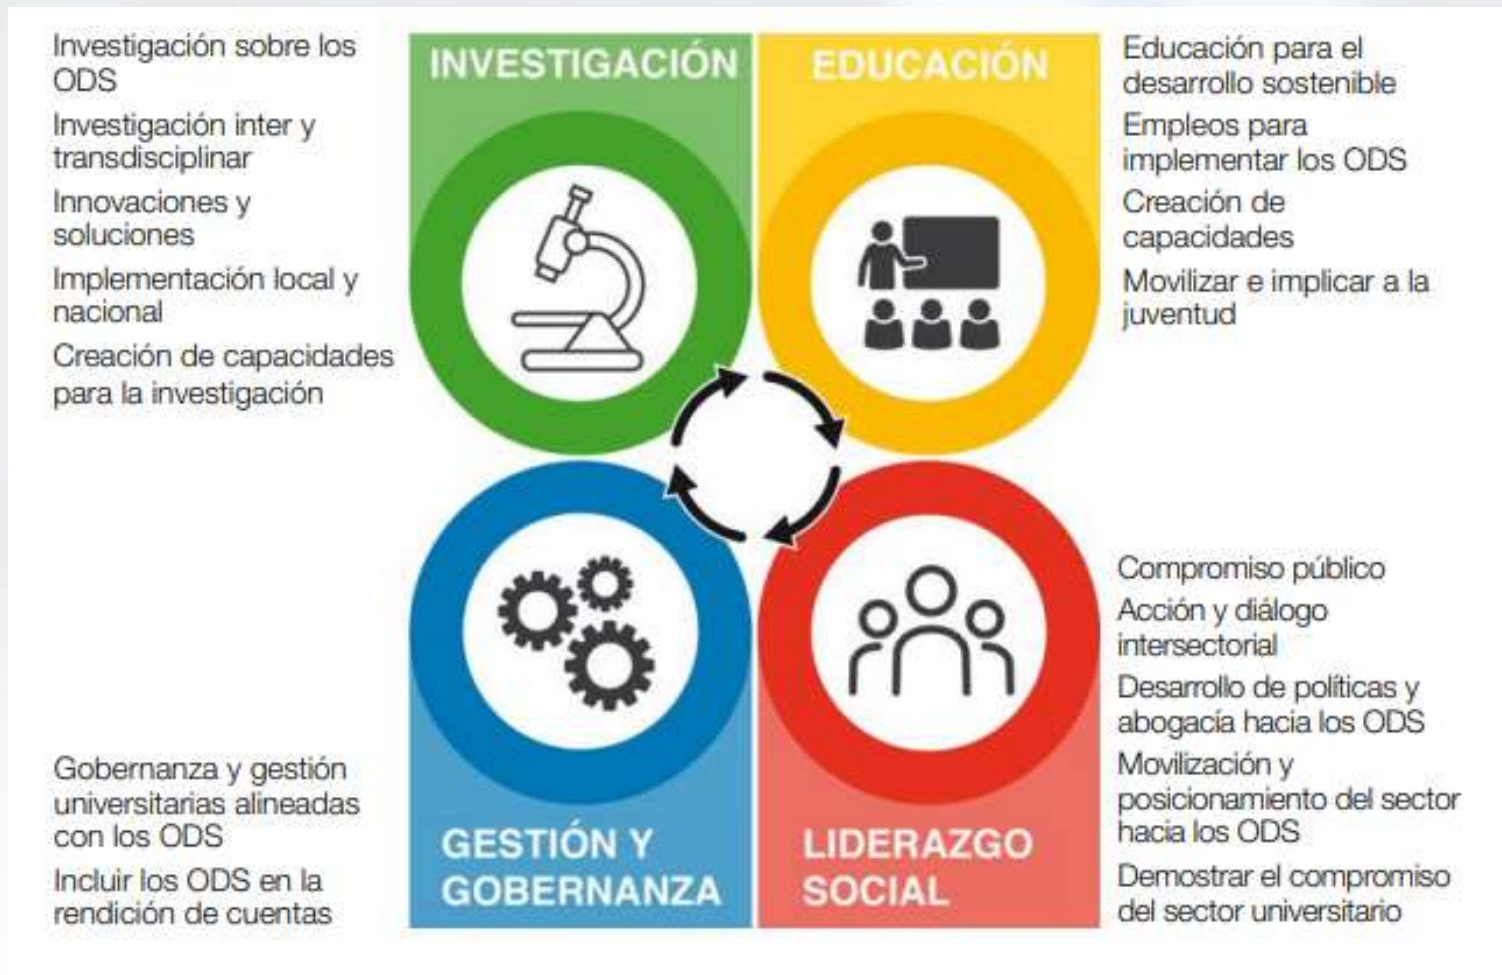 Investigación sobre los
ODS
Investigación inter y
transdisciplinar
Innovaciones y
soluciones
Implementación local y
nacional
Creación de capacidades
para la investigación
INVESTIGACIÓN
EDUCACIÓN
Educación para el
desarrollo sostenible
Empleos para
implementar los ODS
Creación de
capacidades
Movilizar e implicar a la
juventud
Gobernanza y gestión
universitarias alineadas
con los ODS
Incluir los ODS en la
rendición de cuentas
GESTIÓN Y
GOBERNANZA
LIDERAZGO
SOCIAL
Compromiso público
Acción y diálogo
intersectorial
Desarrollo de políticas y
abogacía hacia los ODS
Movilización y
posicionamiento del sector
hacia los ODS
Demostrar el compromiso
del sector universitario